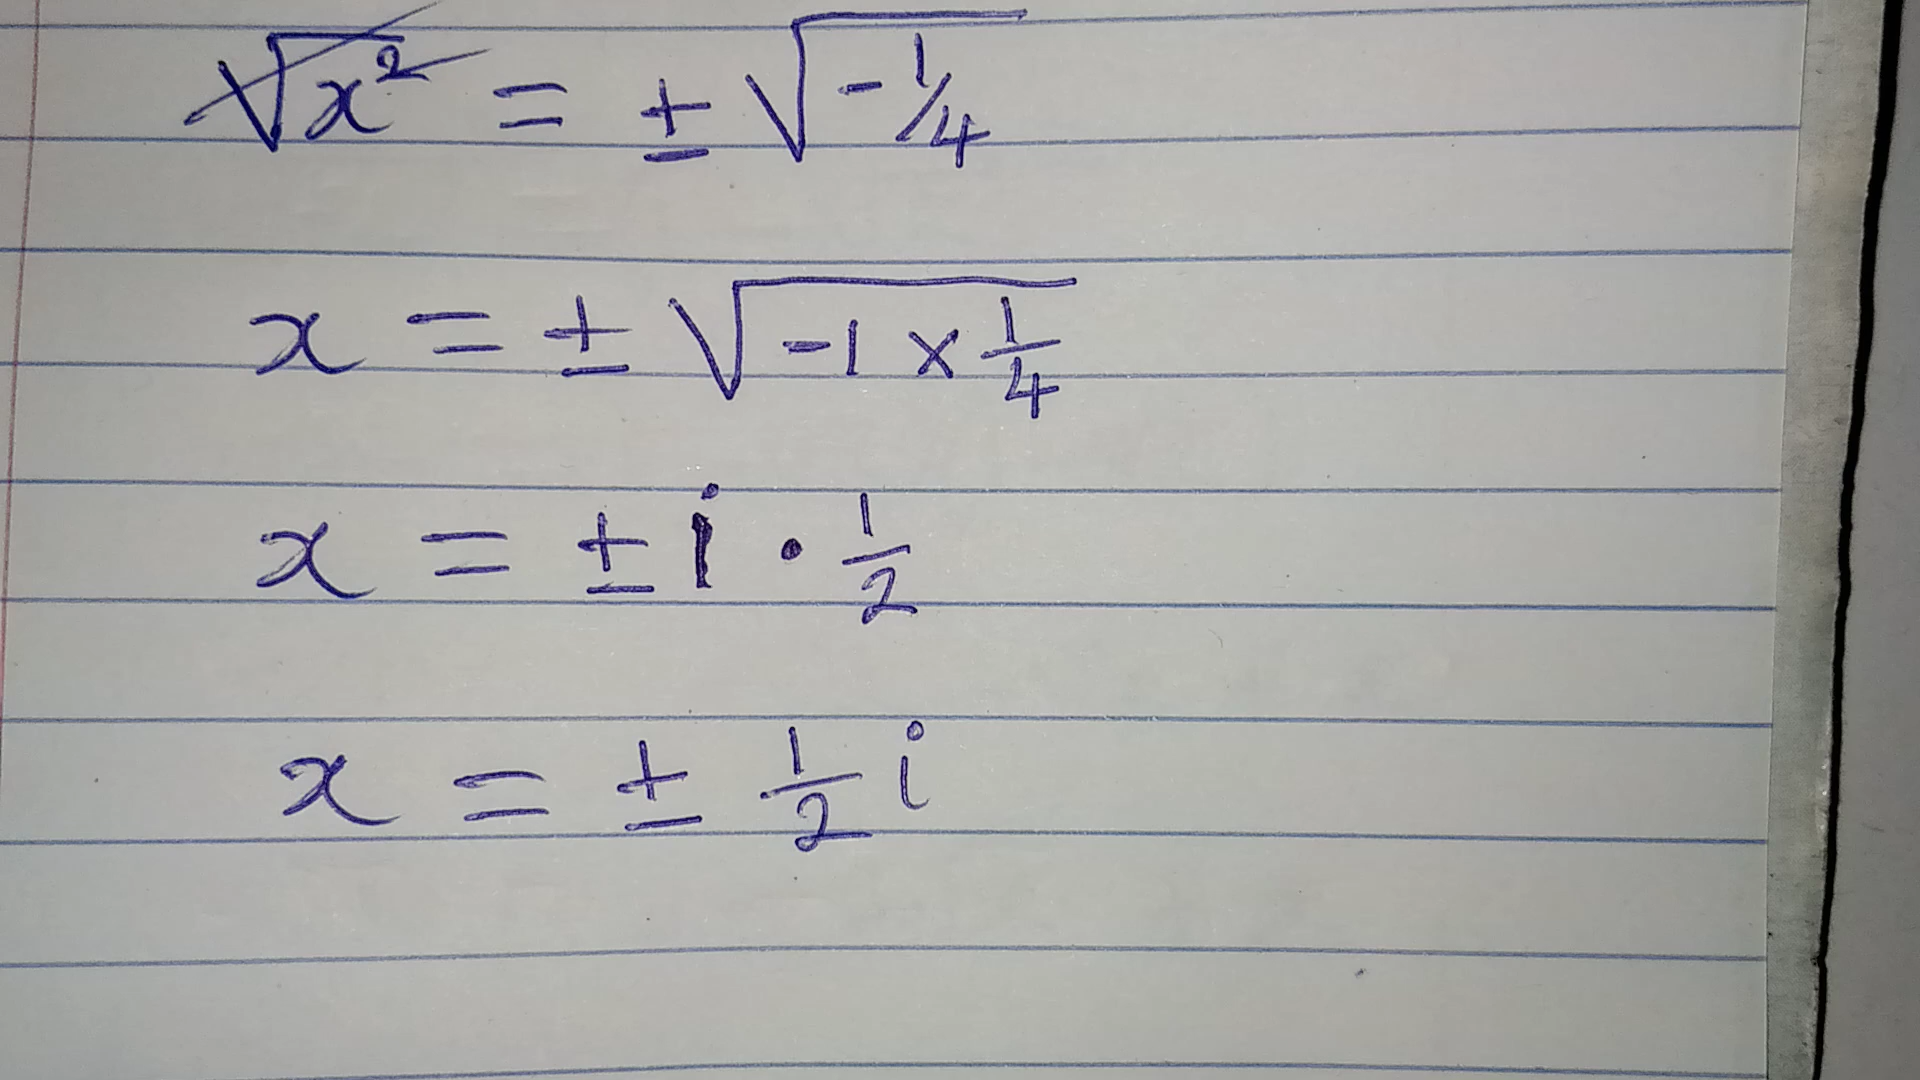 √x² = ± √-1/4
x = ± √-1 × 1/4
x = ± i · 1/2
x = ± 1/2 i